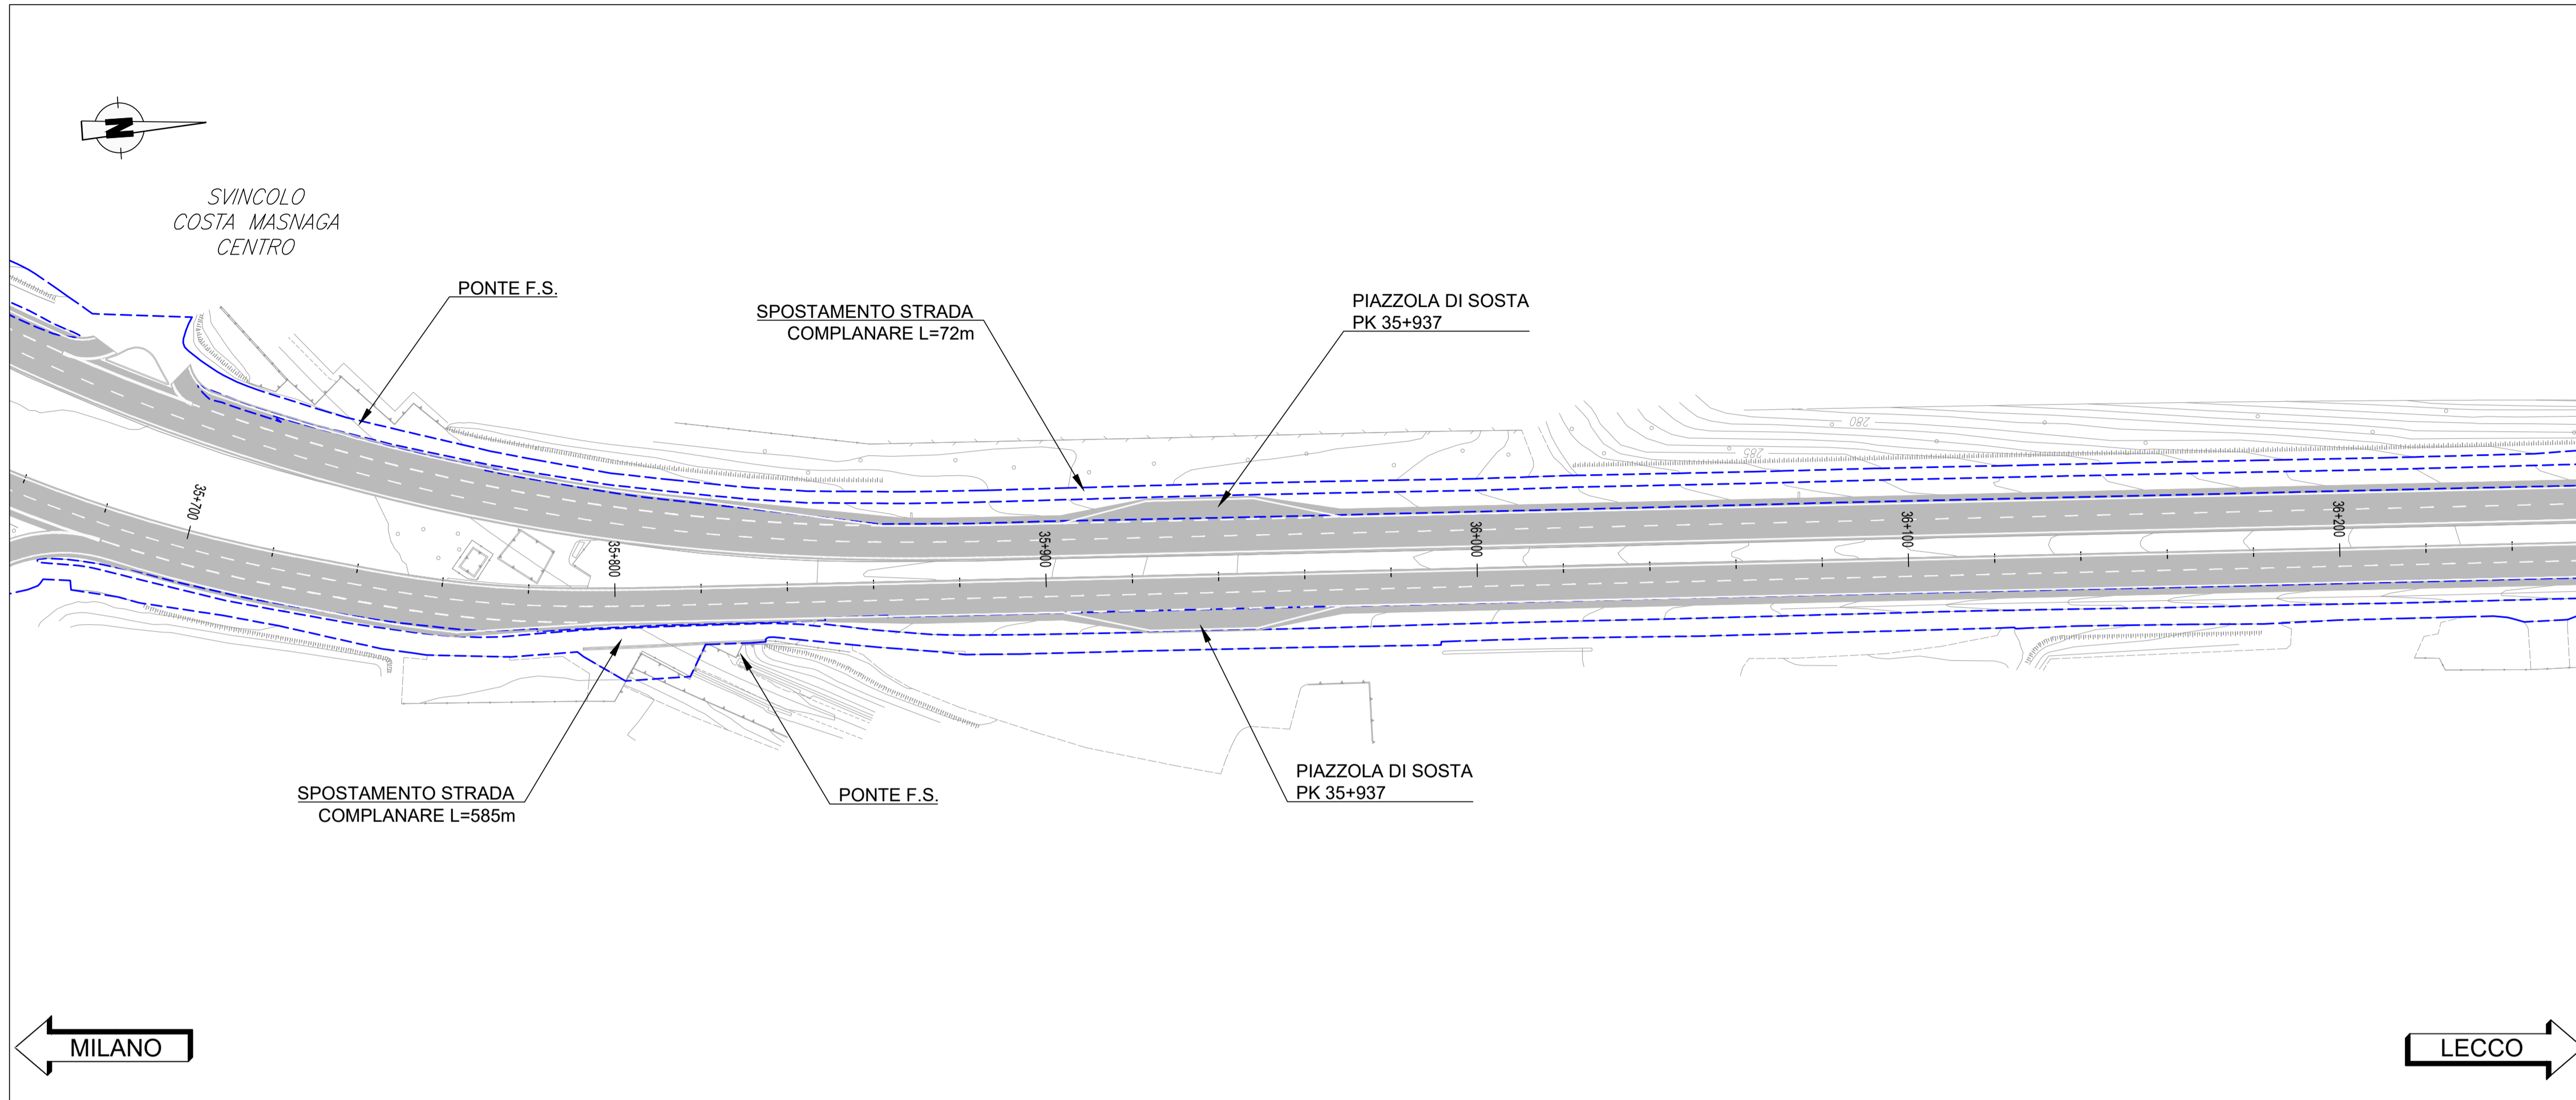 N
SVINCOLO
COSTA MASNAGA
CENTRO
PONTE F.S.
SPOSTAMENTO STRADA
COMPLANARE L=72m
PIAZZOLA DI SOSTA
PK 35+937
280
285
35+700
35+800
35+900
36+000
36+100
36+200
SPOSTAMENTO STRADA
COMPLANARE L=585m
PONTE F.S.
PIAZZOLA DI SOSTA
PK 35+937
MILANO
LECCO